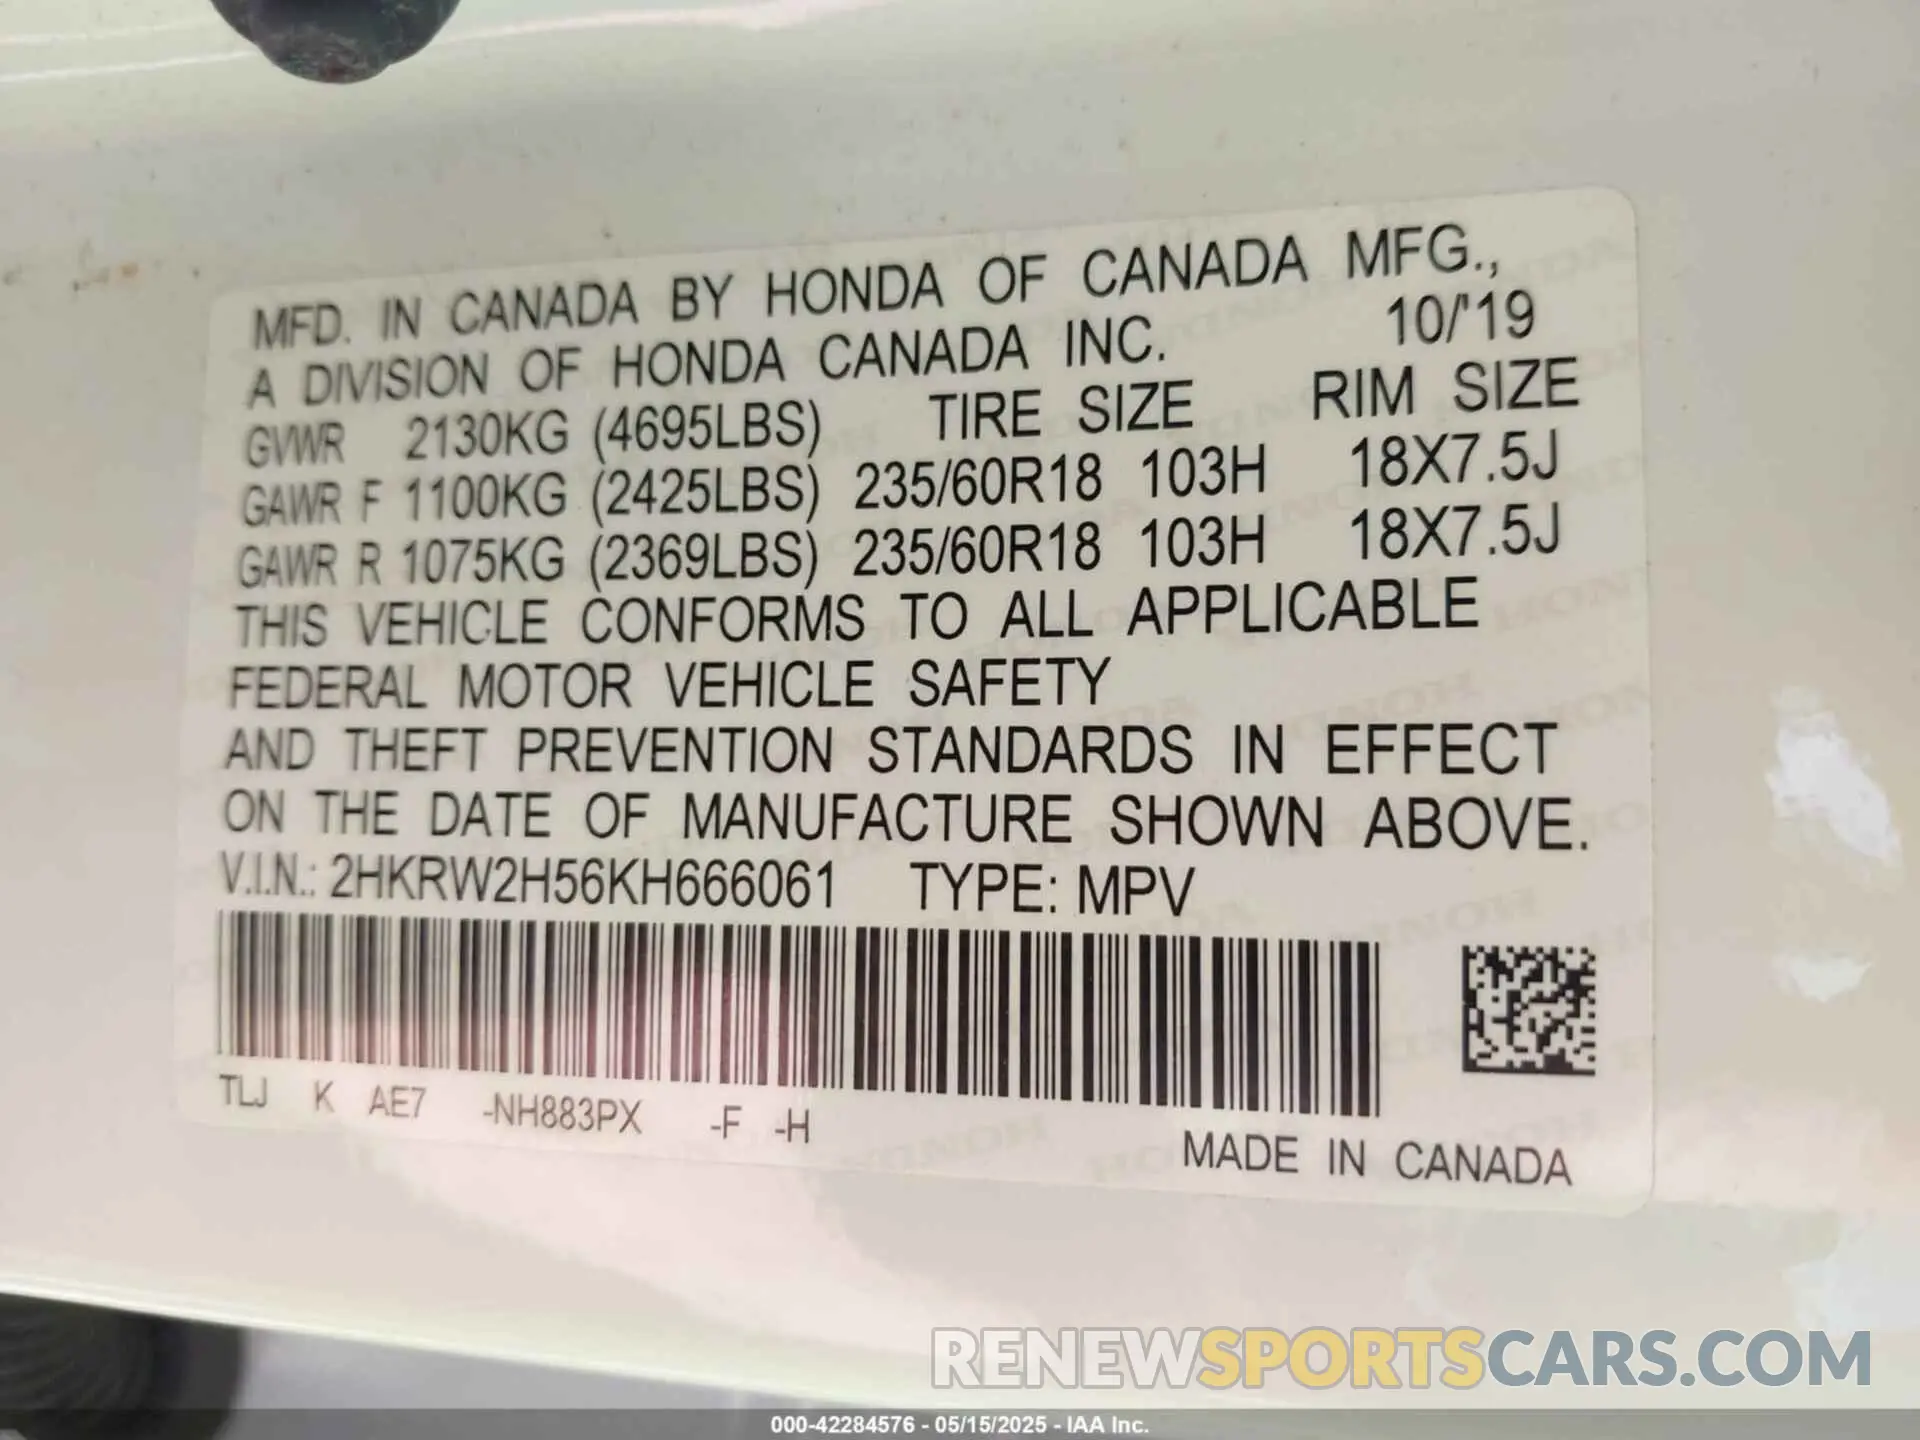 MFD. IN CANADA BY HONDA OF CANADA MFG.,
A DIVISION OF HONDA CANADA INC. 10/'19
GVWR 2130KG (4695LBS) TIRE SIZE RIM SIZE
GAWR F 1100KG (2425LBS) 235/60R18 103H 18X7.5J
GAWR R 1075KG (2369LBS) 235/60R18 103H 18X7.5J
THIS VEHICLE CONFORMS TO ALL APPLICABLE
FEDERAL MOTOR VEHICLE SAFETY
AND THEFT PREVENTION STANDARDS IN EFFECT
ON THE DATE OF MANUFACTURE SHOWN ABOVE.
V.I.N.: 2HKRW2H56KH666061 TYPE: MPV
TLJ K AE7 -NH883PX -F -H
MADE IN CANADA
RENEWSPORTSCARS.COM
000-42284576 - 05/15/2025 - IAA Inc.